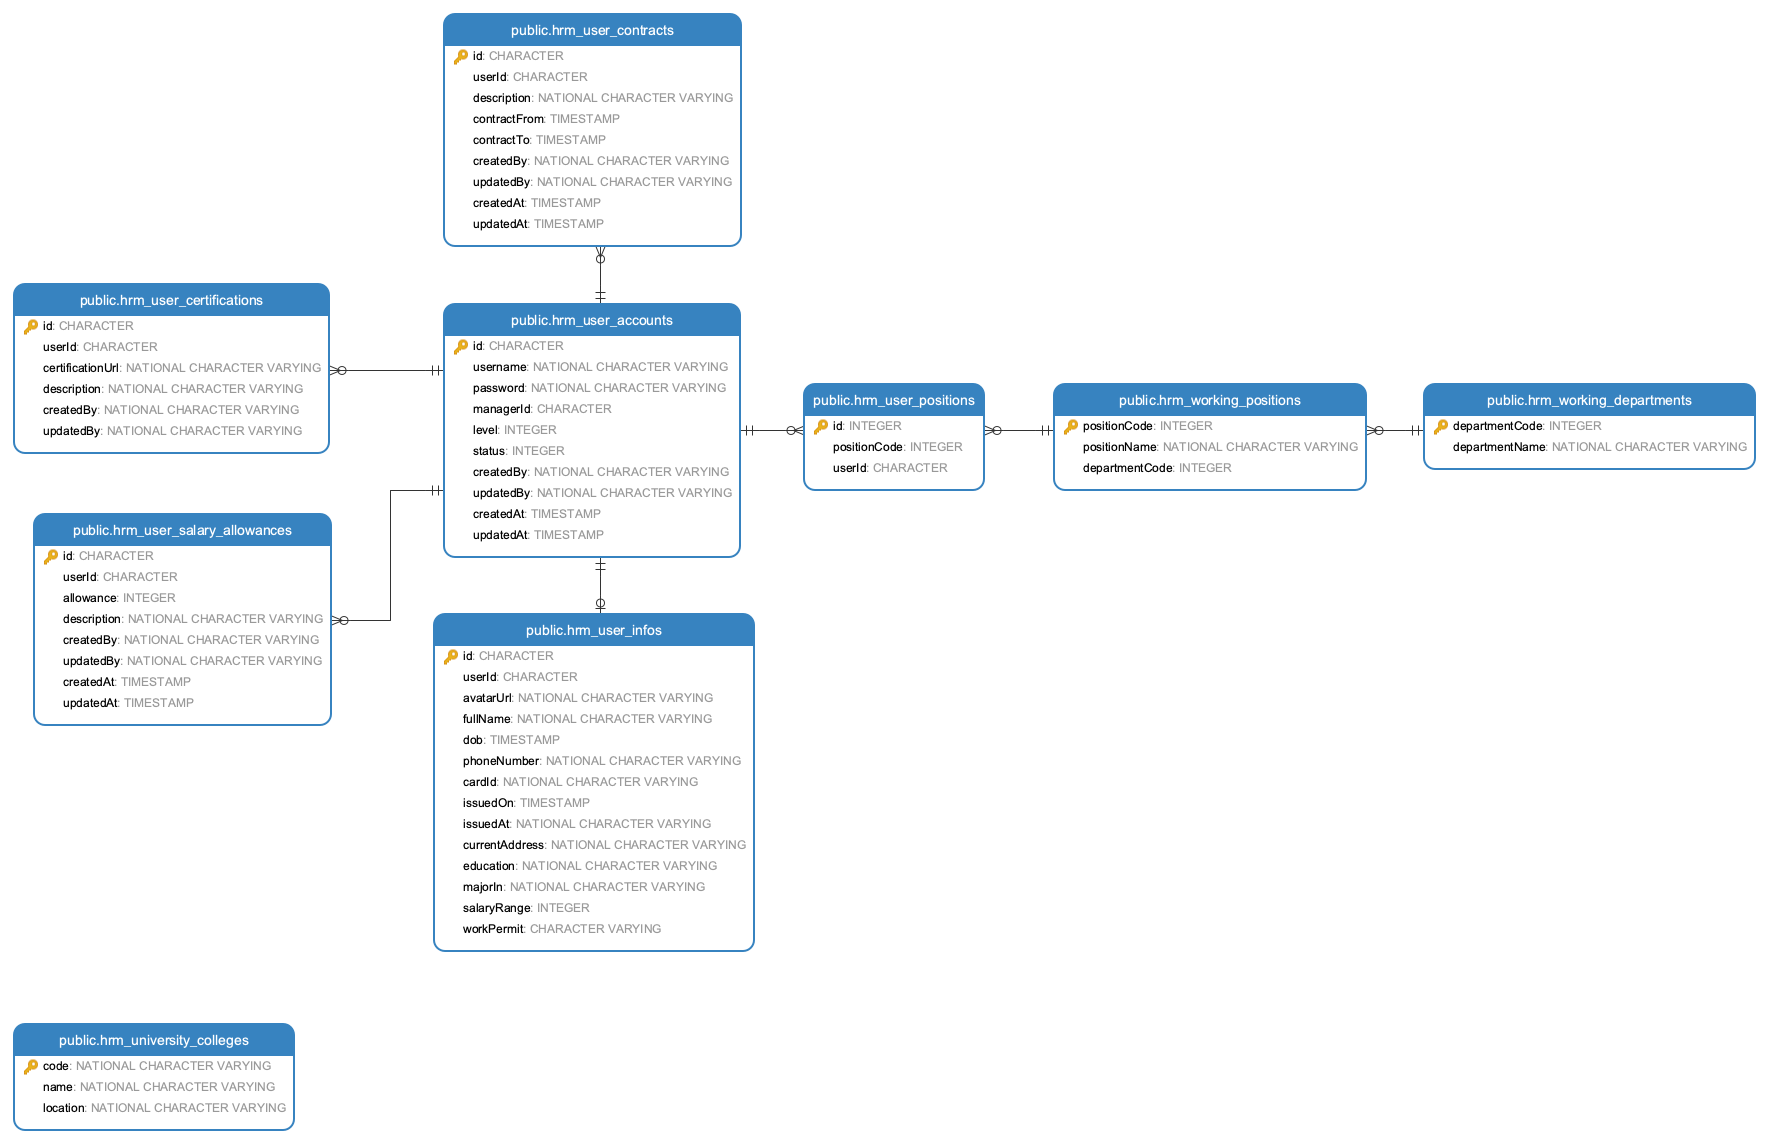 public.hrm_user_contracts
id: CHARACTER
userId: CHARACTER
description: NATIONAL CHARACTER VARYING
contractFrom: TIMESTAMP
contractTo: TIMESTAMP
createdBy: NATIONAL CHARACTER VARYING
updatedBy: NATIONAL CHARACTER VARYING
createdAt: TIMESTAMP
updatedAt: TIMESTAMP
public.hrm_user_certifications
id: CHARACTER
userId: CHARACTER
certificationUrl: NATIONAL CHARACTER VARYING
description: NATIONAL CHARACTER VARYING
createdBy: NATIONAL CHARACTER VARYING
updatedBy: NATIONAL CHARACTER VARYING
public.hrm_user_accounts
id: CHARACTER
username: NATIONAL CHARACTER VARYING
password: NATIONAL CHARACTER VARYING
managerId: CHARACTER
level: INTEGER
status: INTEGER
createdBy: NATIONAL CHARACTER VARYING
updatedBy: NATIONAL CHARACTER VARYING
createdAt: TIMESTAMP
updatedAt: TIMESTAMP
public.hrm_user_positions
id: INTEGER
positionCode: INTEGER
userId: CHARACTER
public.hrm_working_positions
positionCode: INTEGER
positionName: NATIONAL CHARACTER VARYING
departmentCode: INTEGER
public.hrm_working_departments
departmentCode: INTEGER
departmentName: NATIONAL CHARACTER VARYING
public.hrm_user_salary_allowances
id: CHARACTER
userId: CHARACTER
allowance: INTEGER
description: NATIONAL CHARACTER VARYING
createdBy: NATIONAL CHARACTER VARYING
updatedBy: NATIONAL CHARACTER VARYING
createdAt: TIMESTAMP
updatedAt: TIMESTAMP
public.hrm_user_infos
id: CHARACTER
userId: CHARACTER
avatarUrl: NATIONAL CHARACTER VARYING
fullName: NATIONAL CHARACTER VARYING
dob: TIMESTAMP
phoneNumber: NATIONAL CHARACTER VARYING
cardId: NATIONAL CHARACTER VARYING
issuedOn: TIMESTAMP
issuedAt: NATIONAL CHARACTER VARYING
currentAddress: NATIONAL CHARACTER VARYING
education: NATIONAL CHARACTER VARYING
majorIn: NATIONAL CHARACTER VARYING
salaryRange: INTEGER
workPermit: CHARACTER VARYING
public.hrm_university_colleges
code: NATIONAL CHARACTER VARYING
name: NATIONAL CHARACTER VARYING
location: NATIONAL CHARACTER VARYING